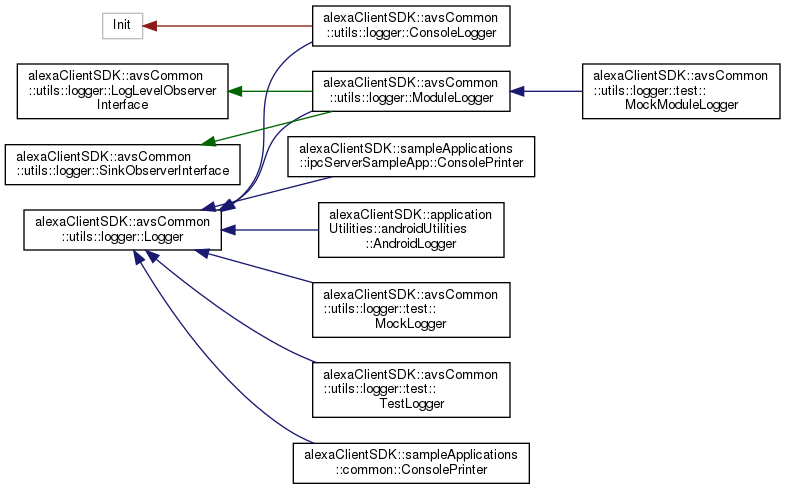 Init
alexaClientSDK::avsCommon
::utils::logger::ConsoleLogger
alexaClientSDK::avsCommon
::utils::logger::LogLevelObserver
Interface
alexaClientSDK::avsCommon
::utils::logger::ModuleLogger
alexaClientSDK::avsCommon
::utils::logger::test::
MockModuleLogger
alexaClientSDK::avsCommon
::utils::logger::SinkObserverInterface
alexaClientSDK::sampleApplications
::ipcServerSampleApp::ConsolePrinter
alexaClientSDK::avsCommon
::utils::logger::Logger
alexaClientSDK::application
Utilities::androidUtilities
::AndroidLogger
alexaClientSDK::avsCommon
::utils::logger::test::
MockLogger
alexaClientSDK::avsCommon
::utils::logger::test::
TestLogger
alexaClientSDK::sampleApplications
::common::ConsolePrinter